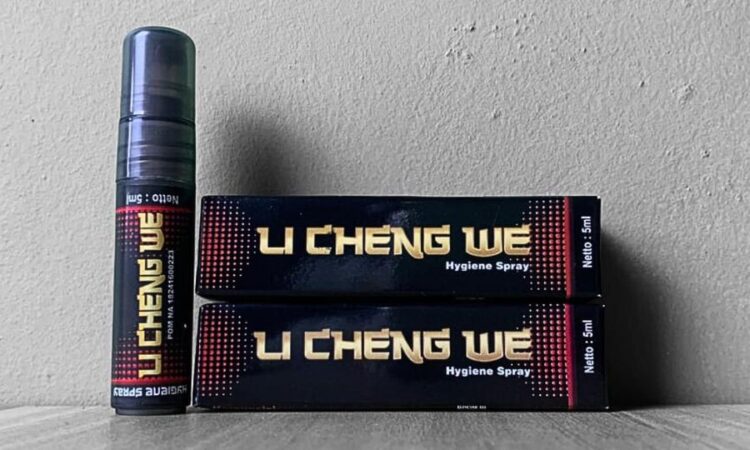 LI CHENG WE
Hygiene Spray
Netto : 5ml
LI CHENG WE
Hygiene Spray
Netto : 5ml
Netto : 5ml
LI CHENG WE
POM NA 18241600223
HYGIENE SPRAY